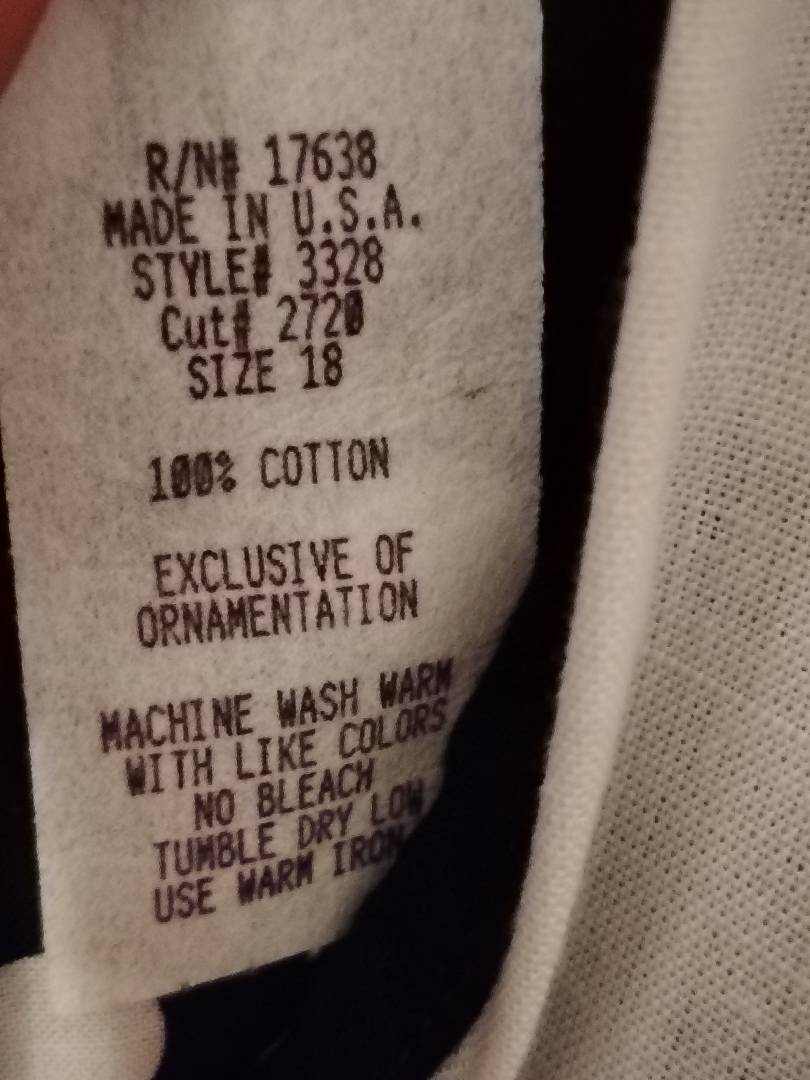 R/N# 17638
MADE IN U.S.A.
STYLE# 3328
Cut# 2720
SIZE 18
100% COTTON
EXCLUSIVE OF
ORNAMENTATION
MACHINE WASH WARM
WITH LIKE COLORS
NO BLEACH
TUMBLE DRY LOW
USE WARM IRON